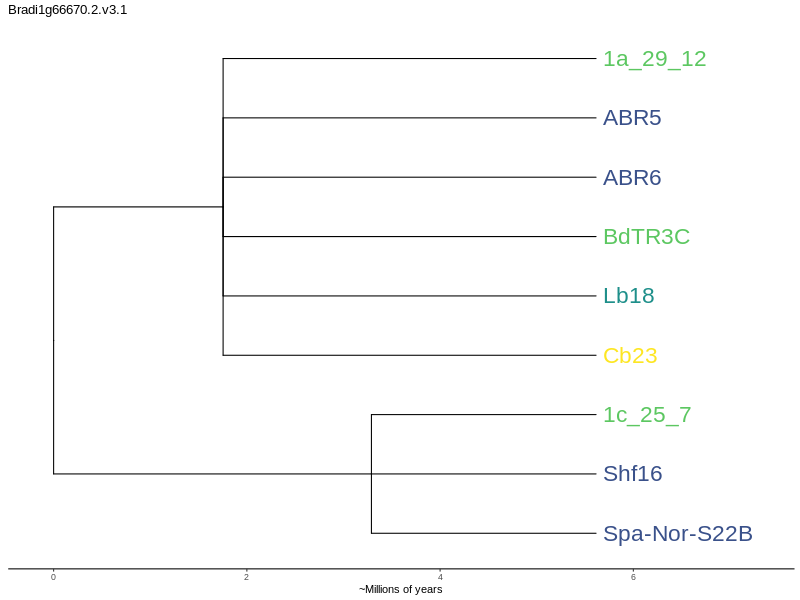 Bradi1g66670.2.v3.1
1a_29_12
ABR5
ABR6
BdTR3C
Lb18
Cb23
1c_25_7
Shf16
Spa-Nor-S22B
0 2 4 6
~Millions of years